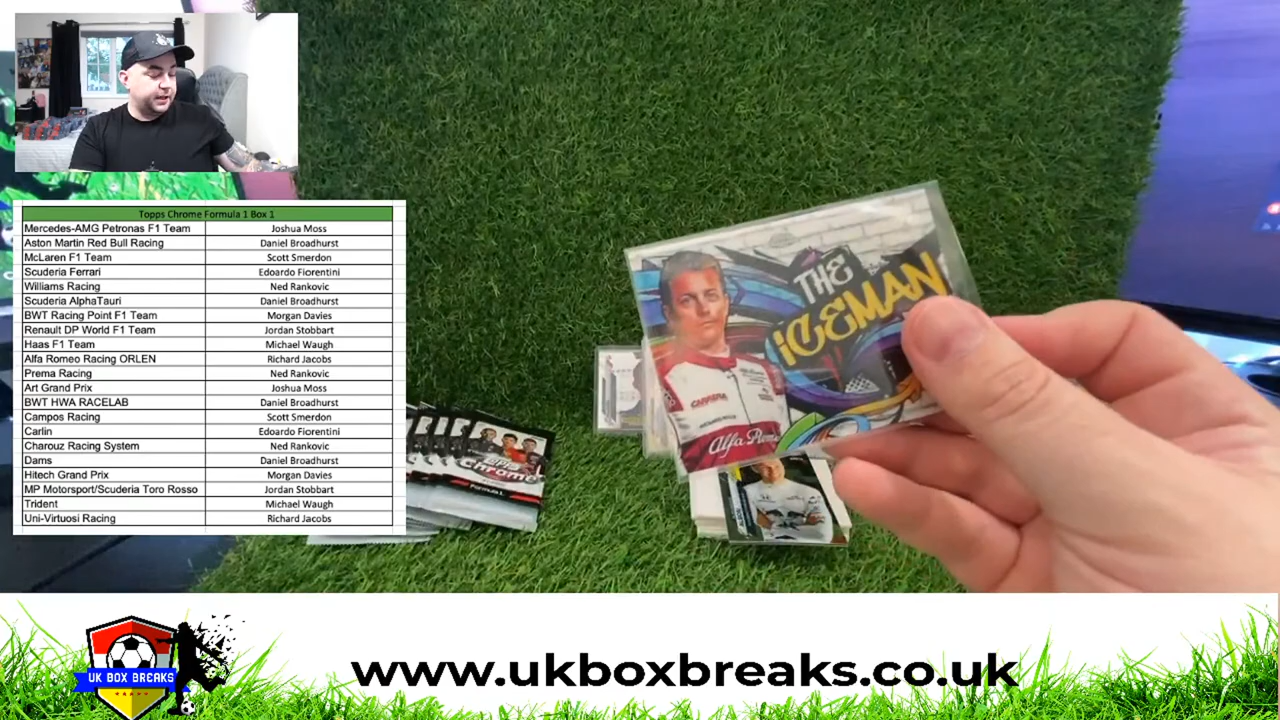 Topps Chrome Formula 1 Box 1
Mercedes-AMG Petronas F1 Team Joshua Moss
Aston Martin Red Bull Racing Daniel Broadhurst
McLaren F1 Team Scott Smerdon
Scuderia Ferrari Edoardo Fiorentini
Williams Racing Ned Rankovic
Scuderia AlphaTauri Daniel Broadhurst
BWT Racing Point F1 Team Morgan Davies
Renault DP World F1 Team Jordan Stobbart
Haas F1 Team Michael Waugh
Alfa Romeo Racing ORLEN Richard Jacobs
Prema Racing Ned Rankovic
Art Grand Prix Joshua Moss
BWT HWA RACELAB Daniel Broadhurst
Campos Racing Scott Smerdon
Carlin Edoardo Fiorentini
Charouz Racing System Ned Rankovic
Dams Daniel Broadhurst
Hitech Grand Prix Morgan Davies
MP Motorsport/Scuderia Toro Rosso Jordan Stobbart
Trident Michael Waugh
Uni-Virtuosi Racing Richard Jacobs
THE
iCEMAN
CARRERA
Alfa Rome
Topps
Chrome
Formula 1
UK BOX BREAKS
www.ukboxbreaks.co.uk